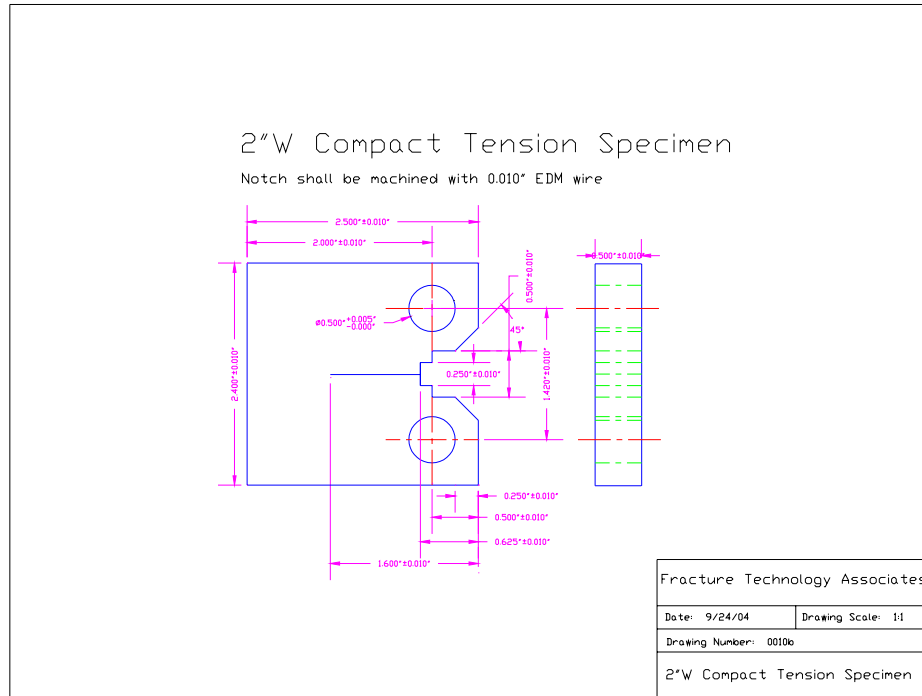 2"W Compact Tension Specimen
Notch shall be machined with 0.010" EDM wire
2.500"±0.010"
2.000"±0.010"
0.500"±0.010"
0.500"±0.010"
ø0.500"+0.005"
-0.000"
45°
2.400"±0.010"
0.250"±0.010"
1.420"±0.010"
0.250"±0.010"
0.500"±0.010"
0.625"±0.010"
1.600"±0.010"
Fracture Technology Associates
Date: 9/24/04
Drawing Scale: 1:1
Drawing Number: 0010b
2"W Compact Tension Specimen